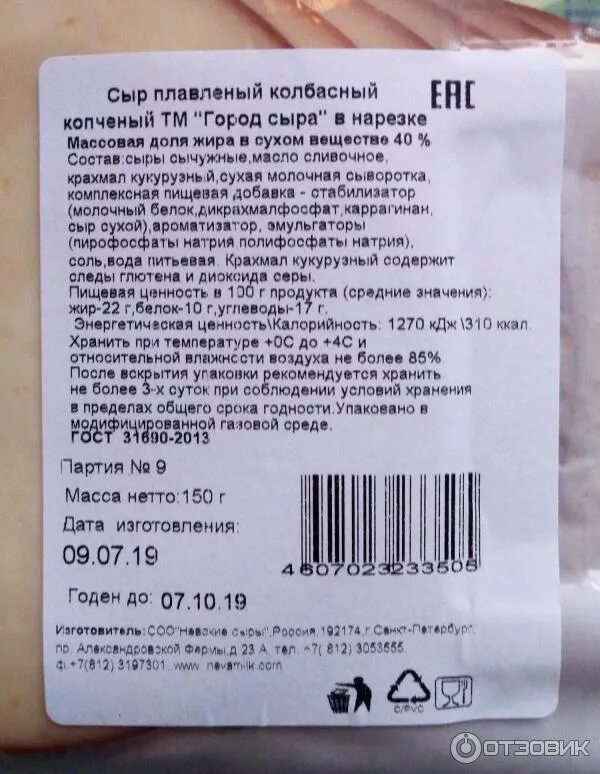 Сыр плавленый колбасный
копченый ТМ "Город сыра" в нарезке
EAC
Массовая доля жира в сухом веществе 40 %
Состав:сыры сычужные,масло сливочное,
крахмал кукурузный,сухая молочная сыворотка,
комплексная пищевая добавка - стабилизатор
(молочный белок,дикрахмалфосфат,каррагинан,
сыр сухой),ароматизатор, эмульгаторы
(пирофосфаты натрия полифосфаты натрия),
соль,вода питьевая. Крахмал кукурузный содержит
следы глютена и диоксида серы.
Пищевая ценность в 100 г продукта (средние значения):
жир-22 г,белок-10 г,углеводы-17 г.
Энергетическая ценность\Калорийность: 1270 кДж \310 ккал.
Хранить при температуре +0С до +4С и
относительной влажности воздуха не более 85%.
После вскрытия упаковки рекомендуется хранить
не более 3-х суток при соблюдении условий хранения
в пределах общего срока годности.Упаковано в
модифицированной газовой среде.
ГОСТ 31690-2013
Партия № 9
Масса нетто:150 г
Дата изготовления:
09.07.19
4607023233505
Годен до: 07.10.19
Изготовитель:СОО"Невские сыры",Россия,192174,г.Санкт-Петербург,
пр. Александровской Фермы,д.23 А, тел. +7( 812) 3053555,
ф.+7(812) 3197301, www. nevamilk.com
C/PVC
ОТЗОВИК